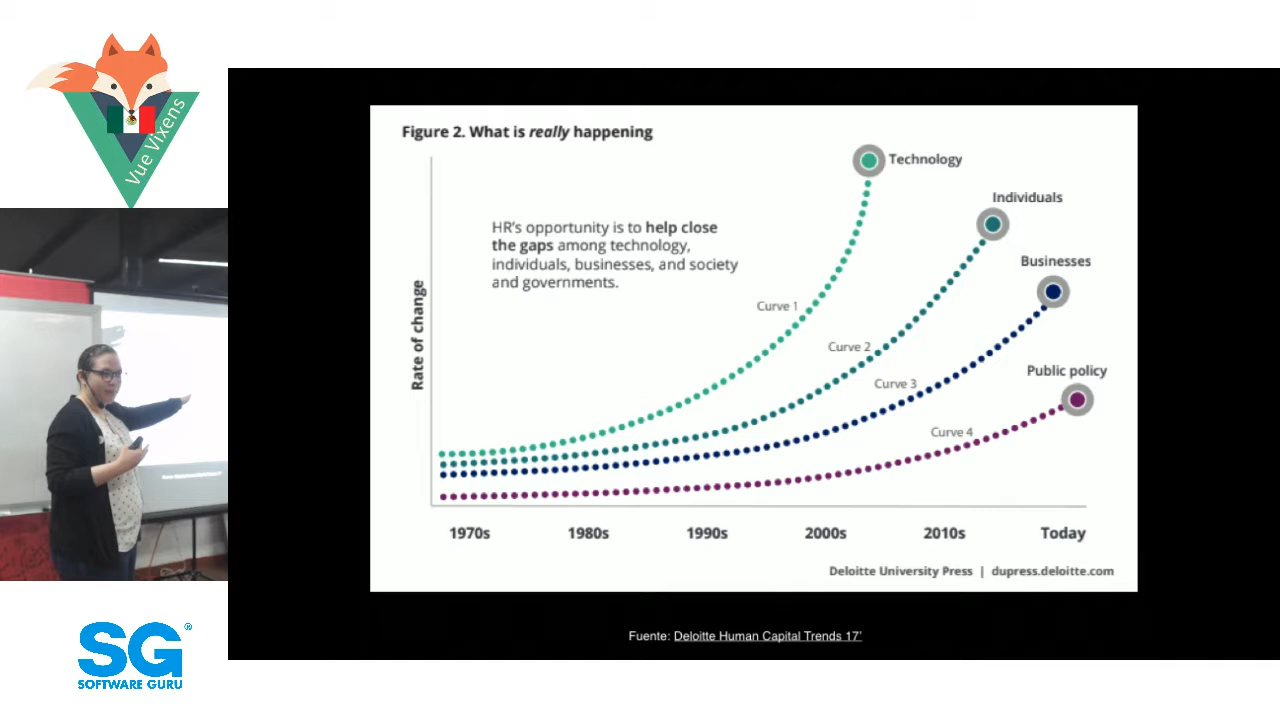 Vue Vixens
SG®
SOFTWARE GURU
Figure 2. What is really happening
Technology
Individuals
HR's opportunity is to help close
the gaps among technology,
individuals, businesses, and society
and governments.
Businesses
Curve 1
Curve 2
Public policy
Curve 3
Curve 4
Rate of change
1970s 1980s 1990s 2000s 2010s Today
Deloitte University Press | dupress.deloitte.com
Fuente: Deloitte Human Capital Trends 17'